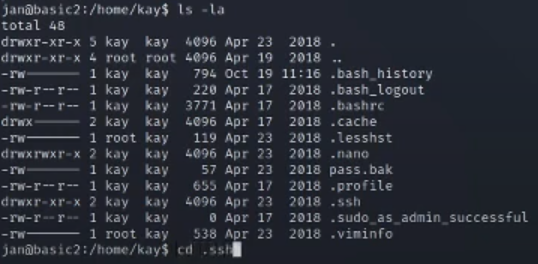 jan@basic2:/home/kay$ ls -la
total 48
drwxr-xr-x 5 kay  kay  4096 Apr 23  2018 .
drwxr-xr-x 4 root root 4096 Apr 19  2018 ..
-rw------- 1 kay  kay   794 Oct 19 11:16 .bash_history
-rw-r--r-- 1 kay  kay   220 Apr 17  2018 .bash_logout
-rw-r--r-- 1 kay  kay  3771 Apr 17  2018 .bashrc
drwx------ 2 kay  kay  4096 Apr 17  2018 .cache
-rw------- 1 root kay   119 Apr 23  2018 .lesshst
drwxrwxr-x 2 kay  kay  4096 Apr 23  2018 .nano
-rw------- 1 kay  kay    57 Apr 23  2018 pass.bak
-rw-r--r-- 1 kay  kay   655 Apr 17  2018 .profile
drwxr-xr-x 2 kay  kay  4096 Apr 23  2018 .ssh
-rw-r--r-- 1 kay  kay     0 Apr 17  2018 .sudo_as_admin_successful
-rw------- 1 root kay   538 Apr 23  2018 .viminfo
jan@basic2:/home/kay$ cd .ssh